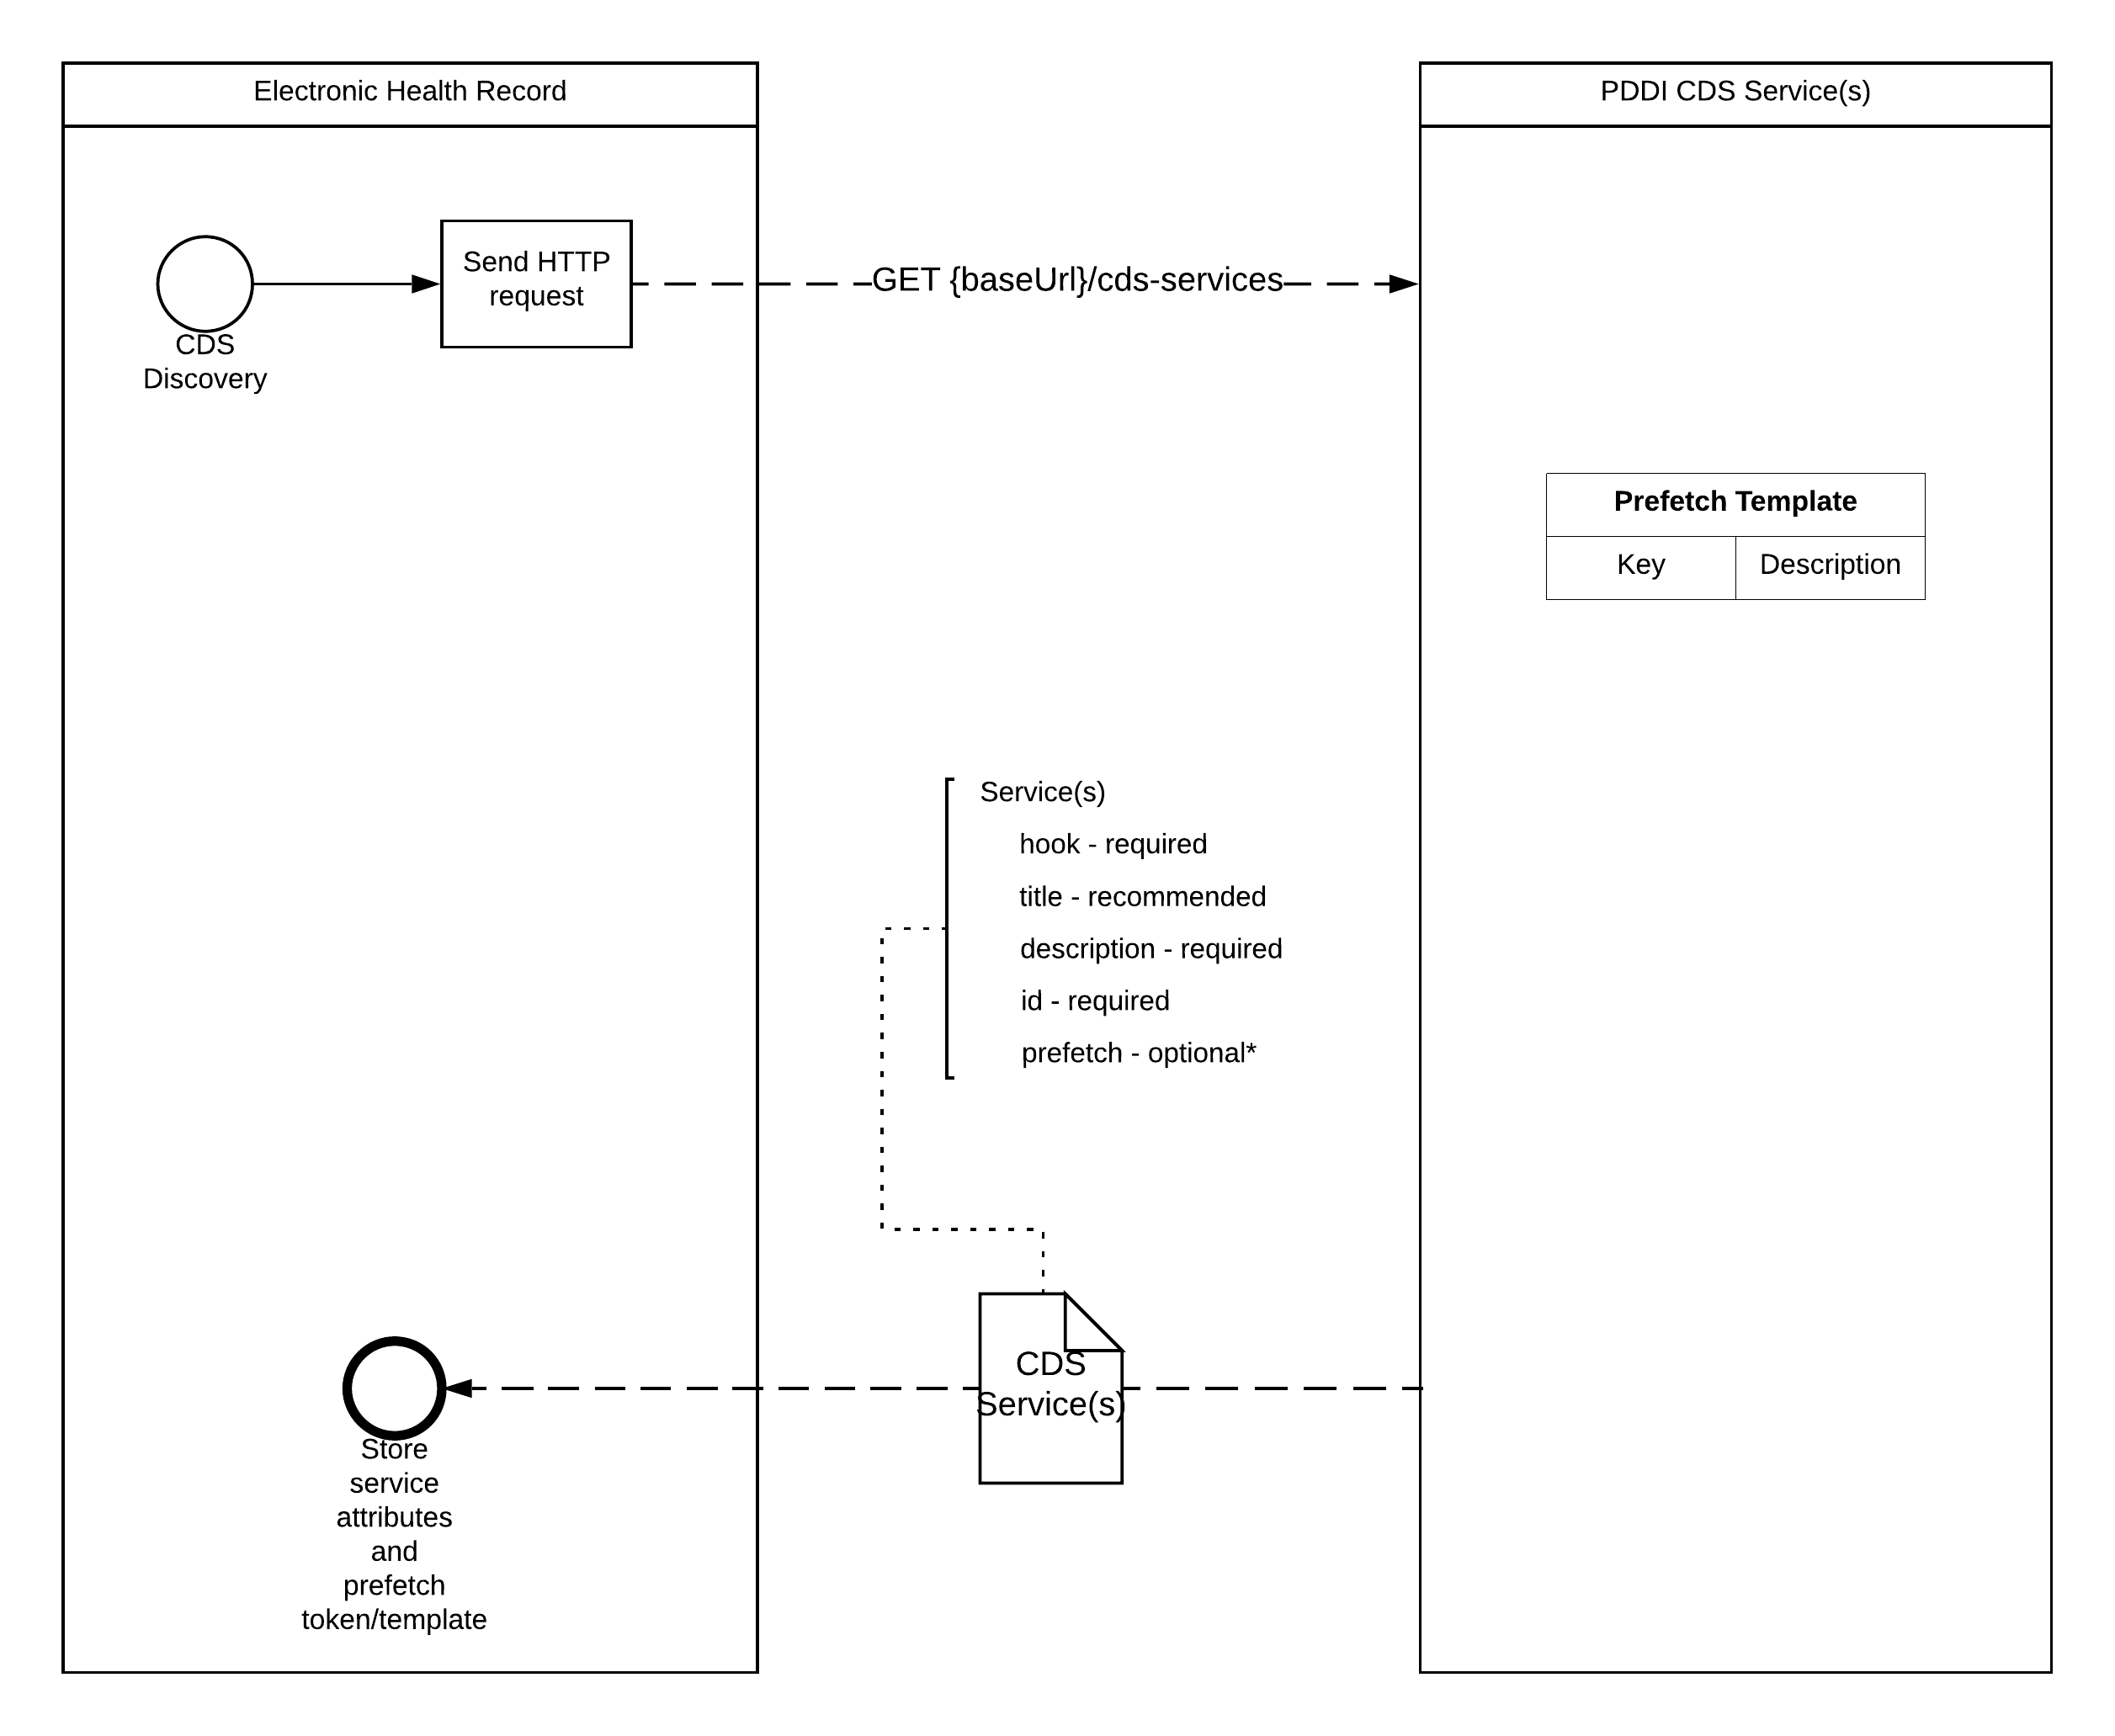 Electronic Health Record
PDDI CDS Service(s)
Send HTTP
request
GET {baseUrl}/cds-services
CDS
Discovery
Prefetch Template
Key
Description
Service(s)
hook - required
title - recommended
description - required
id - required
prefetch - optional*
CDS
Service(s)
Store
service
attributes
and
prefetch
token/template